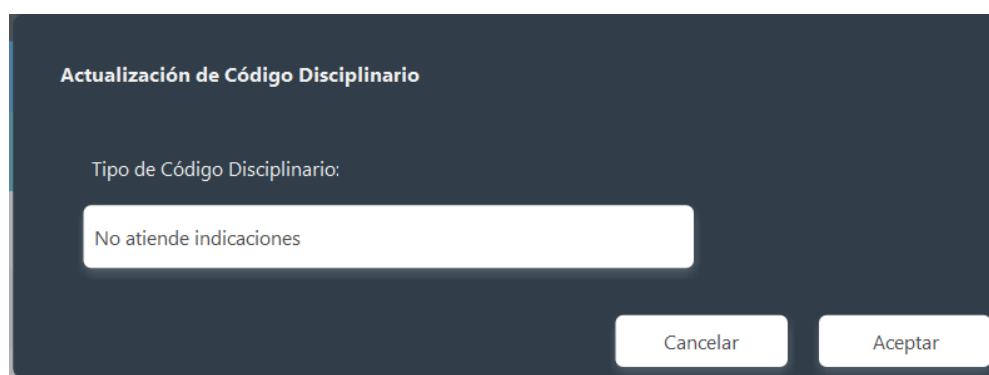 Actualización de Código Disciplinario
Tipo de Código Disciplinario:
No atiende indicaciones
Cancelar
Aceptar